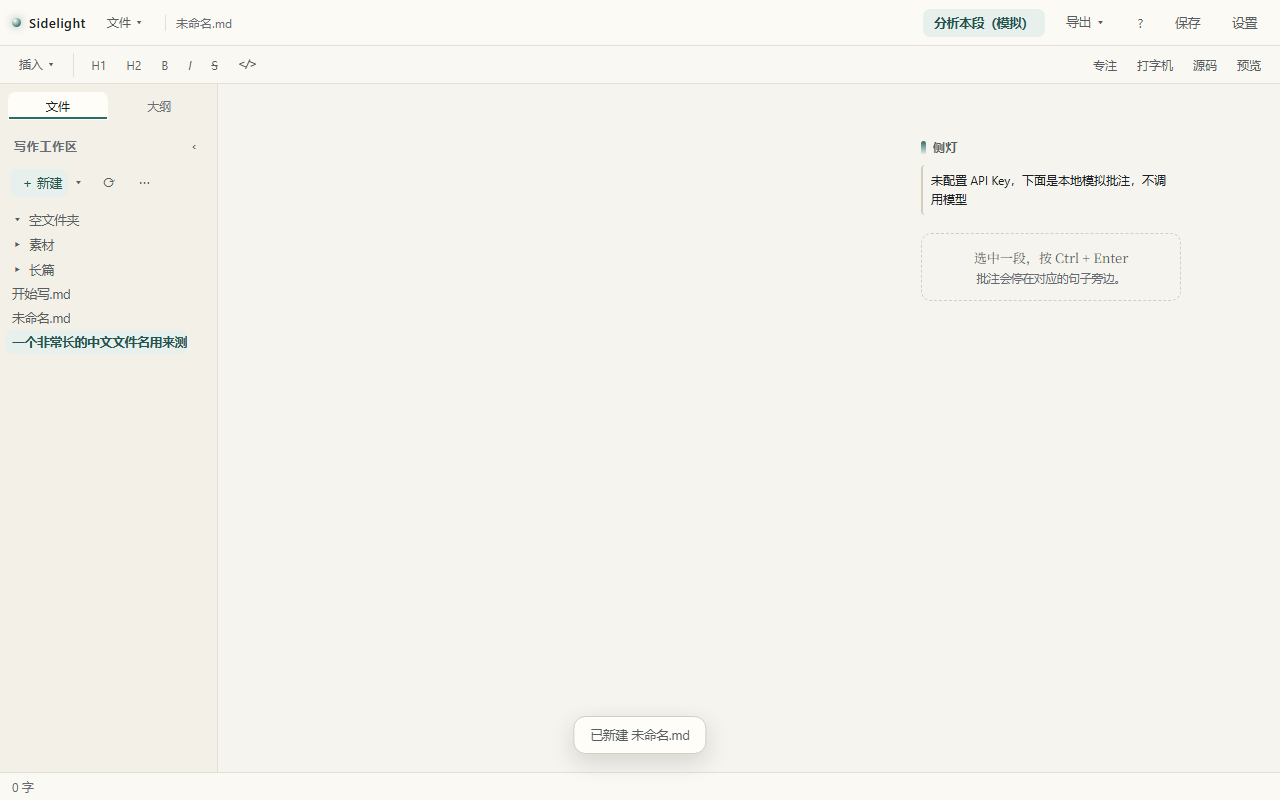 Sidelight 文件 未命名.md 分析本段（模拟） 导出 ? 保存 设置
插入 H1 H2 B I S </> 专注 打字机 源码 预览
文件 大纲
写作工作区
+ 新建 ···
空文件夹
素材
长篇
开始写.md
未命名.md
一个非常长的中文文件名用来测
侧灯
未配置 API Key，下面是本地模拟批注，不调
用模型
选中一段，按 Ctrl + Enter
批注会停在对应的句子旁边。
已新建 未命名.md
0 字